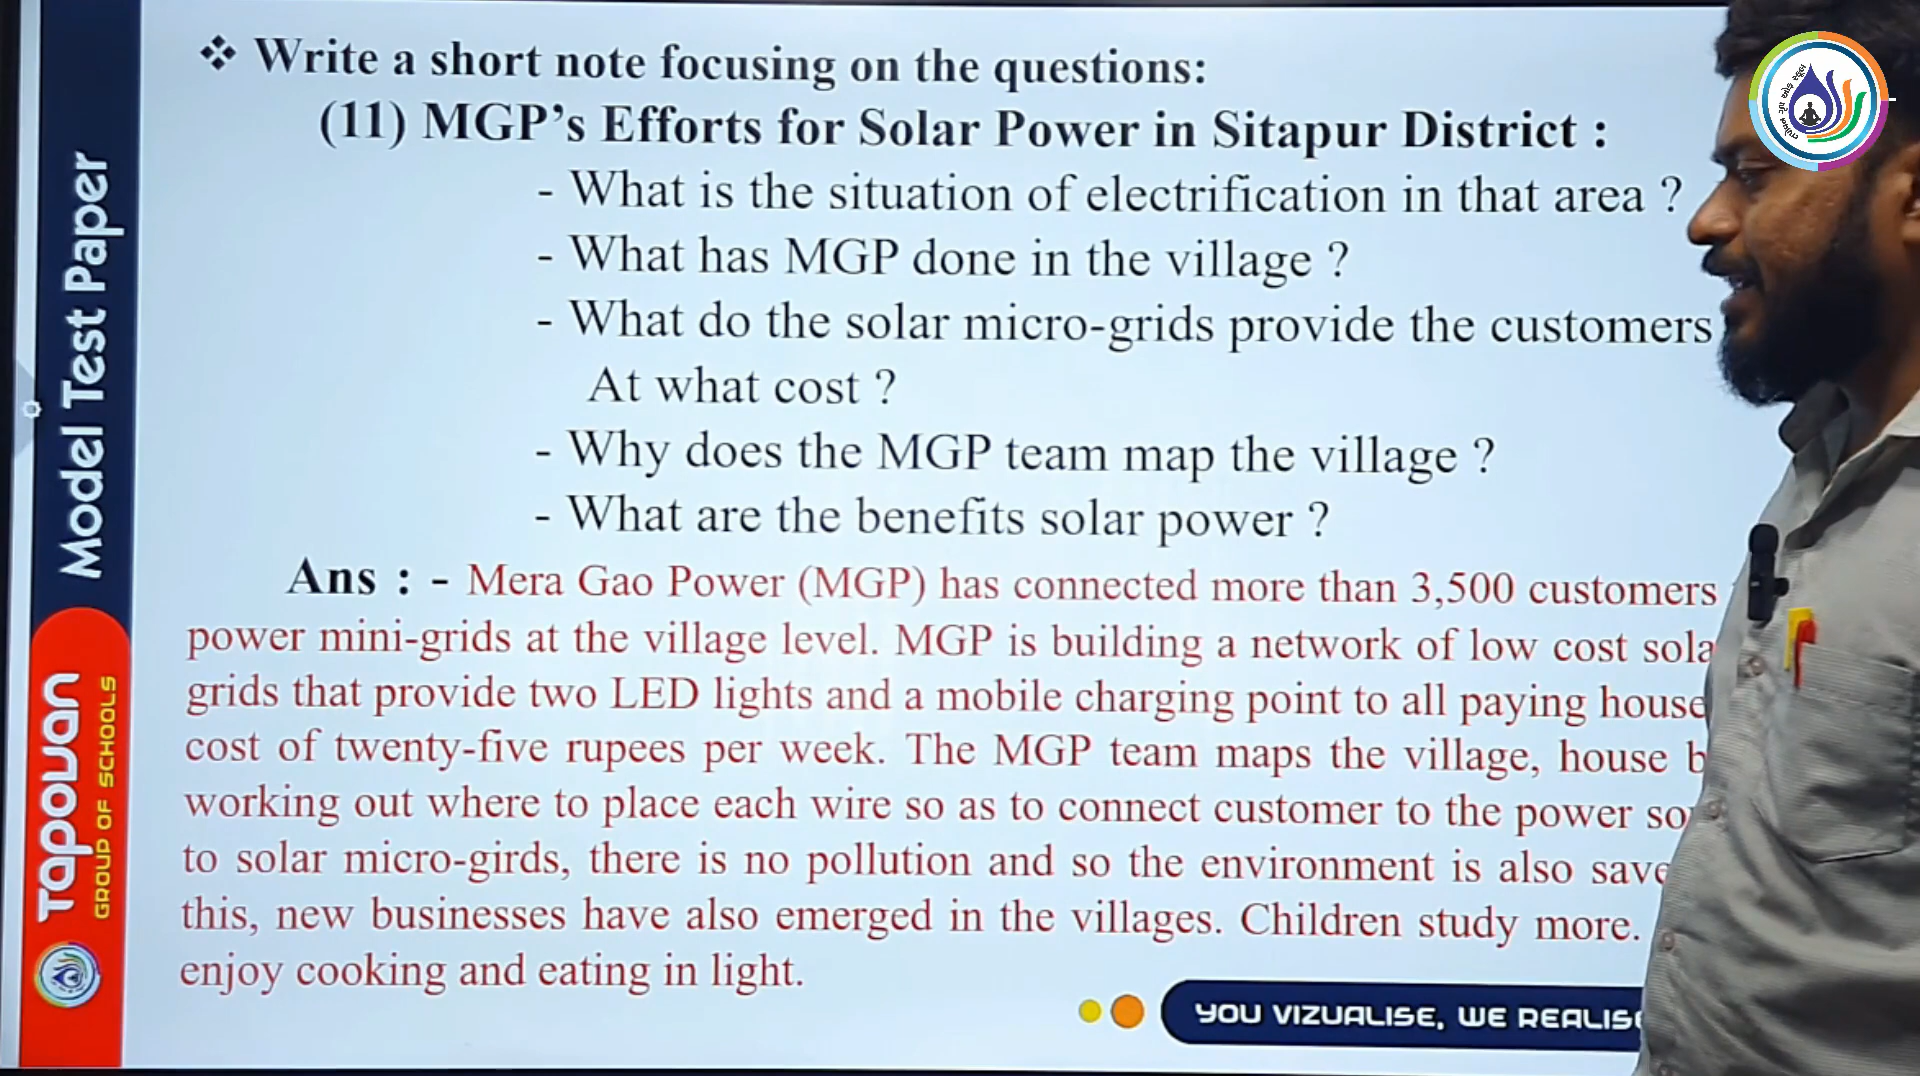 ❖ Write a short note focusing on the questions:
(11) MGP's Efforts for Solar Power in Sitapur District :
- What is the situation of electrification in that area ?
- What has MGP done in the village ?
- What do the solar micro-grids provide the customers
At what cost ?
- Why does the MGP team map the village ?
- What are the benefits solar power ?
Ans : - Mera Gao Power (MGP) has connected more than 3,500 customers
power mini-grids at the village level. MGP is building a network of low cost
grids that provide two LED lights and a mobile charging point to all paying
cost of twenty-five rupees per week. The MGP team maps the village, house
working out where to place each wire so as to connect customer to the power
to solar micro-girds, there is no pollution and so the environment is also
this, new businesses have also emerged in the villages. Children study more.
enjoy cooking and eating in light.
YOU VIZUALISE, WE
Model Test Paper
TAPOVAN
GROUP OF SCHOOLS